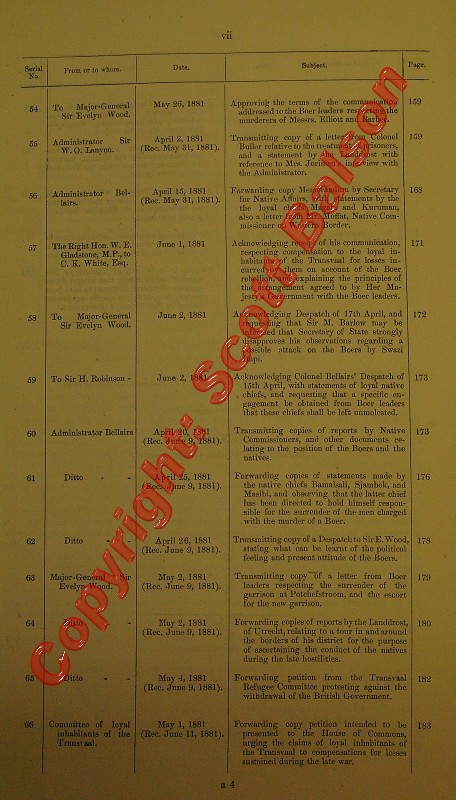 vii
Serial No. From or to whom. Date. Subject. Page.
54 To Major-General Sir Evelyn Wood. May 26, 1881 Approving the terms of the communication addressed to the Boer leaders respecting the murderers of Messrs. Elliott and Barber. 159
55 Administrator Sir W. O. Lanyon. April 2, 1881 (Rec. May 31, 1881). Transmitting copy of a letter from Colonel Buller relative to the treatment of prisoners, and a statement by with reference to Mrs. interview with the Administrator. 159
56 Administrator Bellairs. April 15, 1881 (Rec. May 31, 1881). Forwarding copy Memorandum by Secretary for Native Affairs with statements by the the loyal chiefs and Kuruman, also a letter from Mr. Moffat, Native Commissioner Border. 168
57 The Right Hon. W. E. Gladstone, M.P., to C. K. White, Esq. June 1, 1881 Acknowledging receipt of his communication, respecting compensation to the loyal inhabitants of the Transvaal for losses incurred by them on account of the Boer rebellion, explaining the principles of the arrangement agreed to by Her Majesty's Government with the Boer leaders. 171
58 To Major-General Sir Evelyn Wood. June 2, 1881 Acknowledging Despatch of 17th April, and requesting that Sir M. Barlow may be informed that Secretary of State strongly disapproves his observations regarding a possible attack on the Boers by Swazi Impi. 172
59 To Sir H. Robinson - June 2, 1881 Acknowledging Colonel Bellairs' Despatch of 15th April, with statements of loyal native chiefs, and requesting that a specific engagement be obtained from Boer leaders that these chiefs shall be left unmolested. 173
60 Administrator Bellairs April 20, 1881 (Rec. June 9, 1881). Transmitting copies of reports by Native Commissioners, and other documents relating to the position of the Boers and the natives. 173
61 Ditto - - April 25, 1881 (Rec. June 9, 1881). Forwarding copies of statements made by the native chiefs Ramalsali, Sjambok, and Masibi, and observing that the latter chief has been directed to hold himself responsible for the surrender of the men charged with the murder of a Boer. 176
62 Ditto - - April 26, 1881 (Rec. June 9, 1881). Transmitting copy of a Despatch to Sir E. Wood, stating what can be learnt of the political feeling and present attitude of the Boers. 178
63 Major-General Sir Evelyn Wood. May 2, 1881 (Rec. June 9, 1881). Transmitting copy of a letter from Boer leaders respecting the surrender of the garrison at Potchefstroom, and the escort for the new garrison. 179
64 Ditto - May 2, 1881 (Rec. June 9, 1881). Forwarding copies of reports by the Landdrost, of Utrecht, relating to a tour in and around the borders of his district for the purpose of ascertaining the conduct of the natives during the late hostilities. 180
65 Ditto - - May 4, 1881 (Rec. June 9, 1881). Forwarding petition from the Transvaal Refugee Committee protesting against the withdrawal of the British Government. 182
66 Committee of loyal inhabitants of the Transvaal. May 1, 1881 (Rec. June 11, 1881). Forwarding copy petition intended to be presented to the House of Commons, urging the claims of loyal inhabitants of the Transvaal to compensations for losses sustained during the late war. 183
a 4
Copyright: Scott Balson